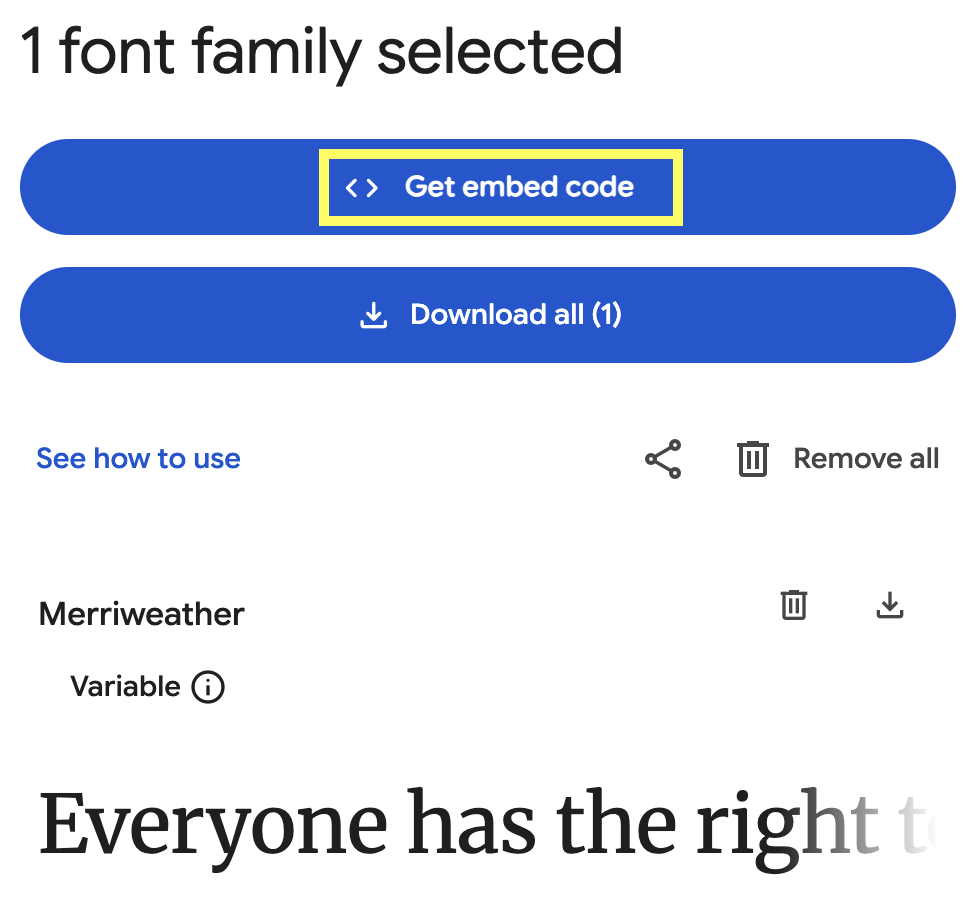 1 font family selected
<> Get embed code
Download all (1)
See how to use
Remove all
Merriweather
Variable
Everyone has the right t